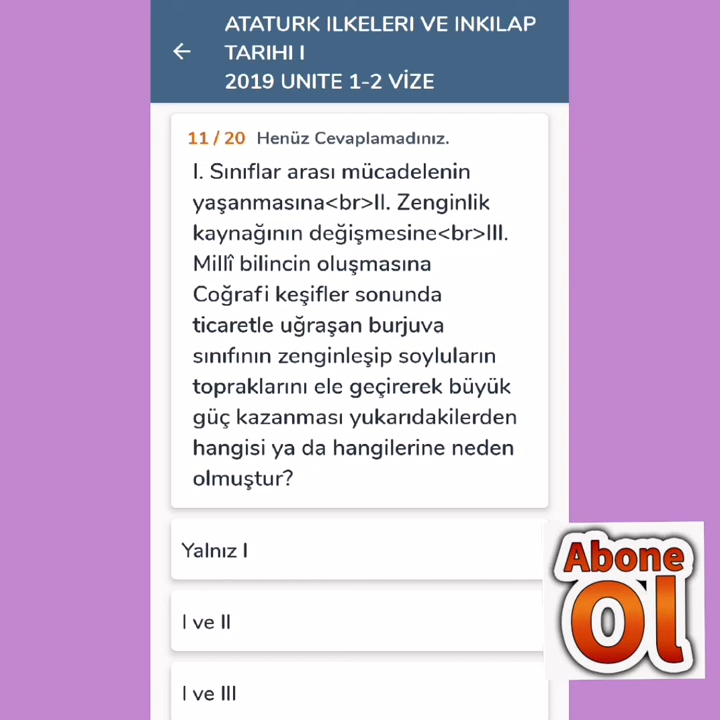 ATATURK ILKELERI VE INKILAP
TARIHI I
2019 UNITE 1-2 VİZE
11 / 20 Henüz Cevaplamadınız.
I. Sınıflar arası mücadelenin
yaşanmasına<br>II. Zenginlik
kaynağının değişmesine<br>III.
Millî bilincin oluşmasına
Coğrafi keşifler sonunda
ticaretle uğraşan burjuva
sınıfının zenginleşip soyluların
topraklarını ele geçirerek büyük
güç kazanması yukarıdakilerden
hangisi ya da hangilerine neden
olmuştur?
Yalnız I
I ve II
I ve III
Abone
Ol